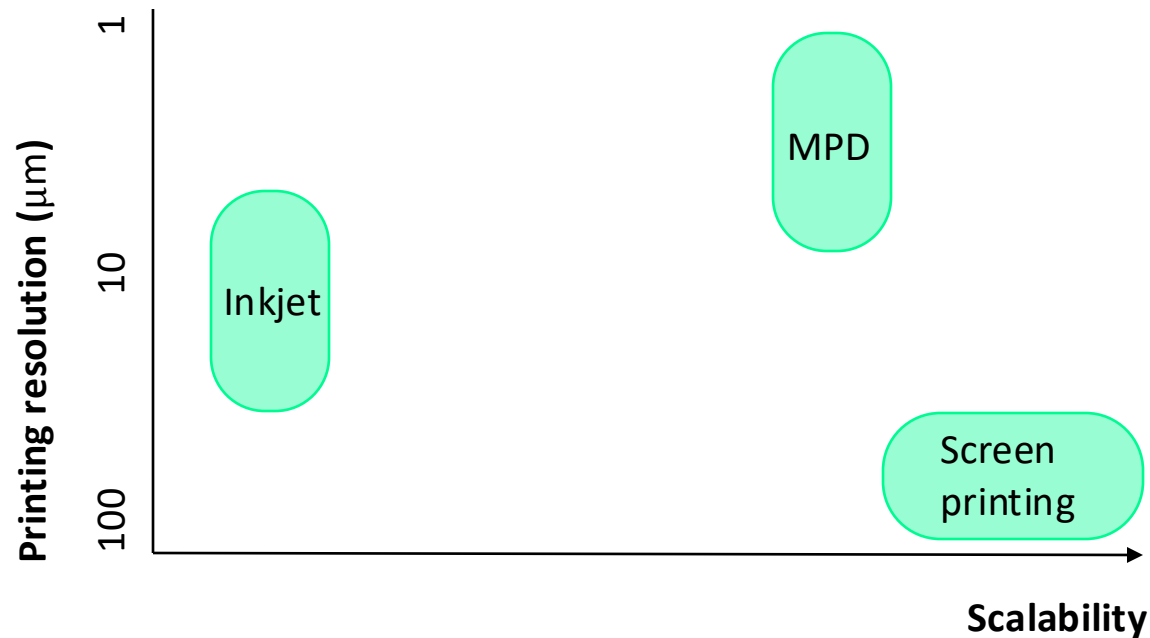 Printing resolution (μm)
1
10
100
MPD
Inkjet
Screen
printing
Scalability